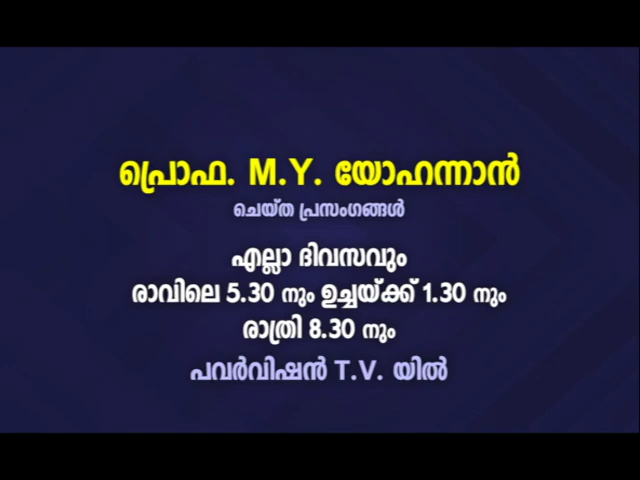 പ്രൊഫ. M.Y. യോഹന്നാൻ
ചെയ്ത പ്രസംഗങ്ങൾ
എല്ലാ ദിവസവും
രാവിലെ 5.30 നും ഉച്ചയ്ക്ക് 1.30 നും
രാത്രി 8.30 നും
പവർവിഷൻ T.V. യിൽ